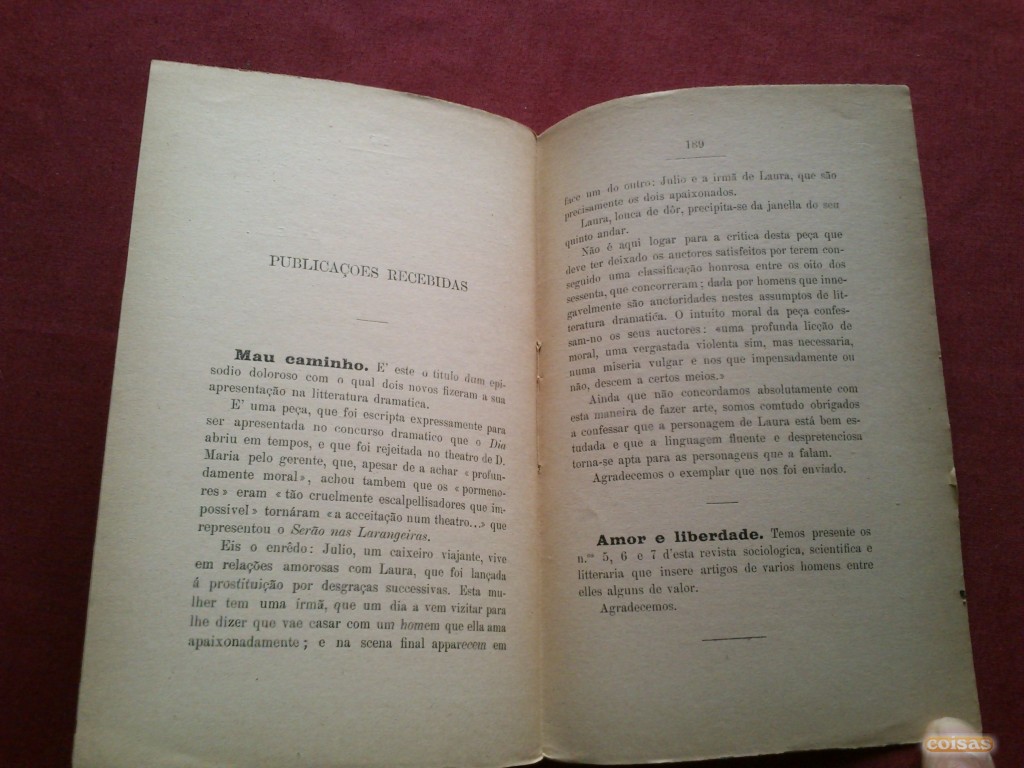 PUBLICAÇOES RECEBIDAS
Mau caminho. E' este o titulo dum epi-
sodio doloroso com o qual dois novos fizeram a sua
apresentação na litteratura dramatica.
E' uma peça, que foi escripta expressamente para
ser apresentada no concurso dramatico que o Dia
abriu em tempos, e que foi rejeitada no theatro de D.
Maria pelo gerente, que, apesar de a achar «profun-
damente moral», achou tambem que os «pormeno-
res» eram «tão cruelmente escalpellisadores que im-
possivel» tornáram «a acceitação num theatro...» que
representou o Serão nas Larangeiras.
Eis o enrêdo: Julio, um caixeiro viajante, vive
em relações amorosas com Laura, que foi lançada
á prostituição por desgraças successivas. Esta mu-
lher tem uma irmã, que um dia a vem vizitar para
lhe dizer que vae casar com um homem que ella ama
apaixonadamente; e na scena final apparecem em
189
face um do outro: Julio e a irmã de Laura, que são
precisamente os dois apaixonados.
Laura, louca de dôr, precipita-se da janella do seu
quinto andar.
Não é aqui logar para a critica desta peça que
deve ter deixado os auctores satisfeitos por terem con-
seguido uma classificação honrosa entre os oito dos
sessenta, que concorreram; dada por homens que inne-
gavelmente são auctoridades nestes assumptos de lit-
teratura dramatica. O intuito moral da peça confes-
sam-no os seus auctores: «uma profunda licção de
moral, uma vergastada violenta sim, mas necessaria,
numa miseria vulgar e nos que impensadamente ou
não, descem a certos meios.»
Ainda que não concordamos absolutamente com
esta maneira de fazer arte, somos comtudo obrigados
a confessar que a personagem de Laura está bem es-
tudada e que a linguagem fluente e despretenciosa
torna-se apta para as personagens que a falam.
Agradecemos o exemplar que nos foi enviado.
Amor e liberdade. Temos presente os
n.os 5, 6 e 7 d'esta revista sociologica, scientifica e
litteraria que insere artigos de varios homens entre
elles alguns de valor.
Agradecemos.
coisas